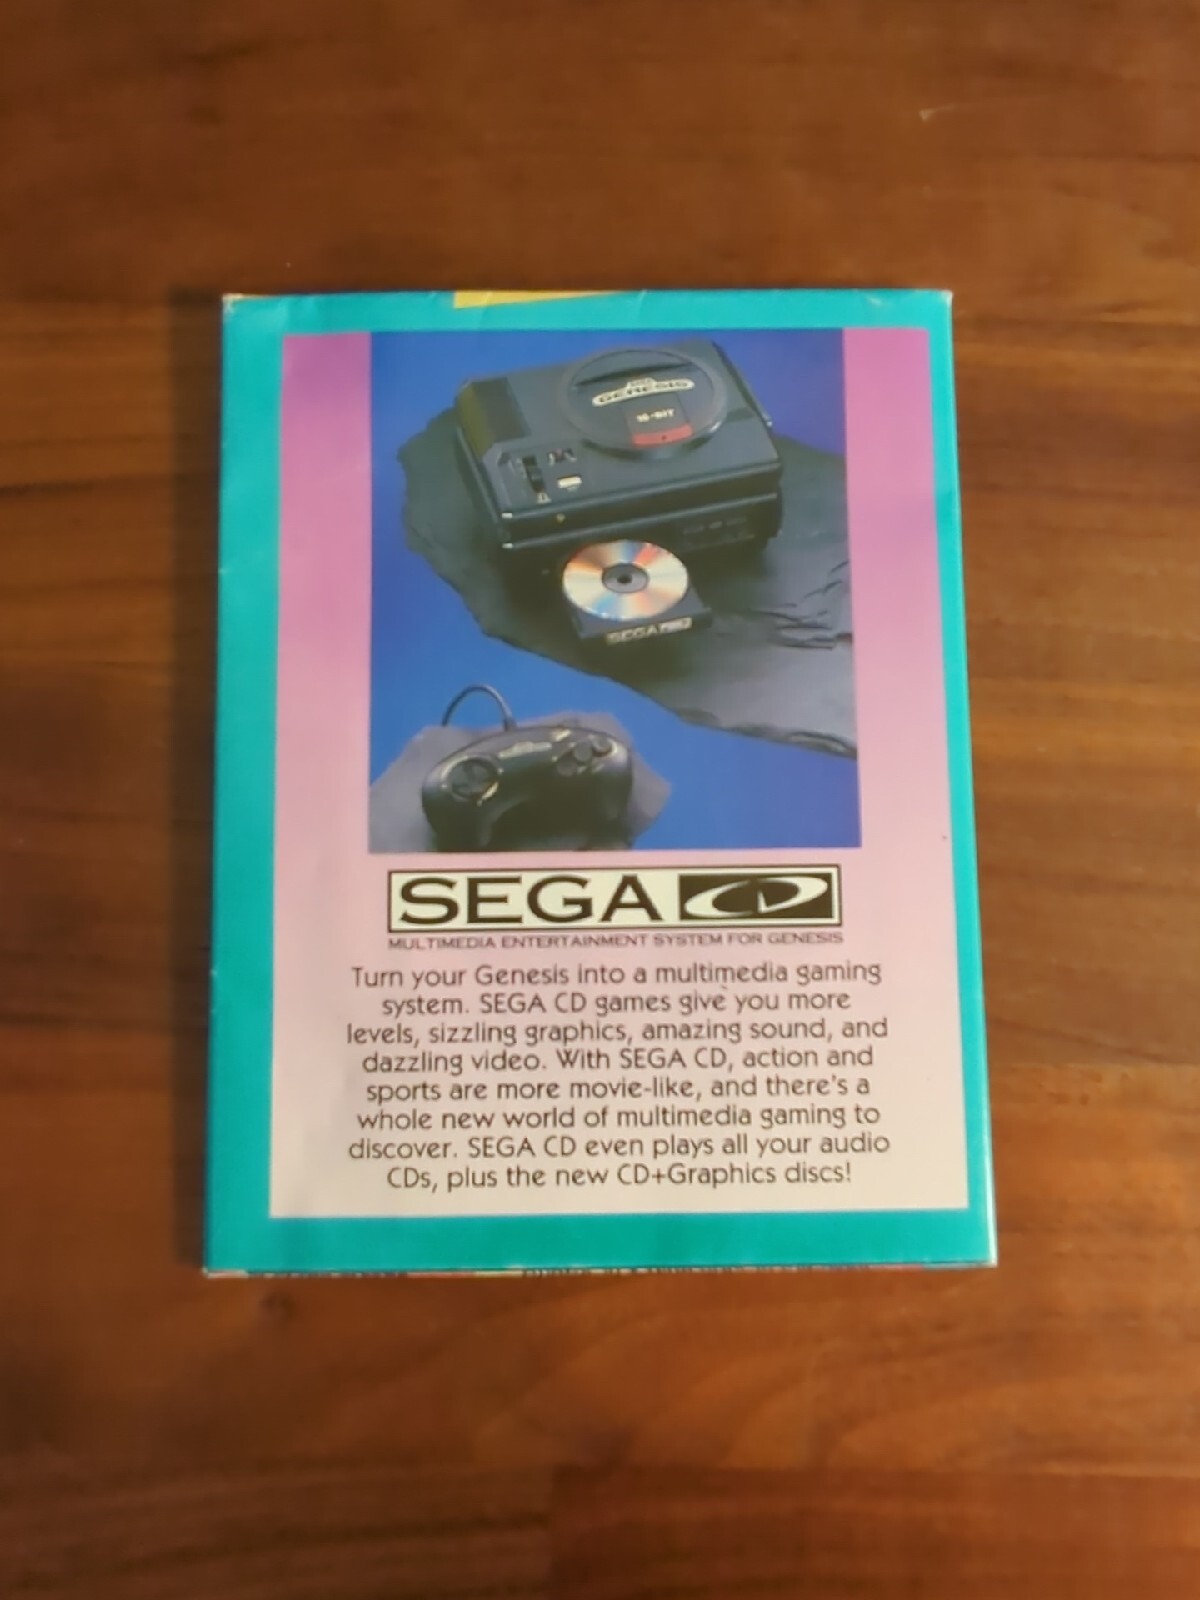 GENESIS
16-BIT
SEGA
SEGA CD
MULTIMEDIA ENTERTAINMENT SYSTEM FOR GENESIS
Turn your Genesis into a multimedia gaming
system. SEGA CD games give you more
levels, sizzling graphics, amazing sound, and
dazzling video. With SEGA CD, action and
sports are more movie-like, and there's a
whole new world of multimedia gaming to
discover. SEGA CD even plays all your audio
CDs, plus the new CD+Graphics discs!